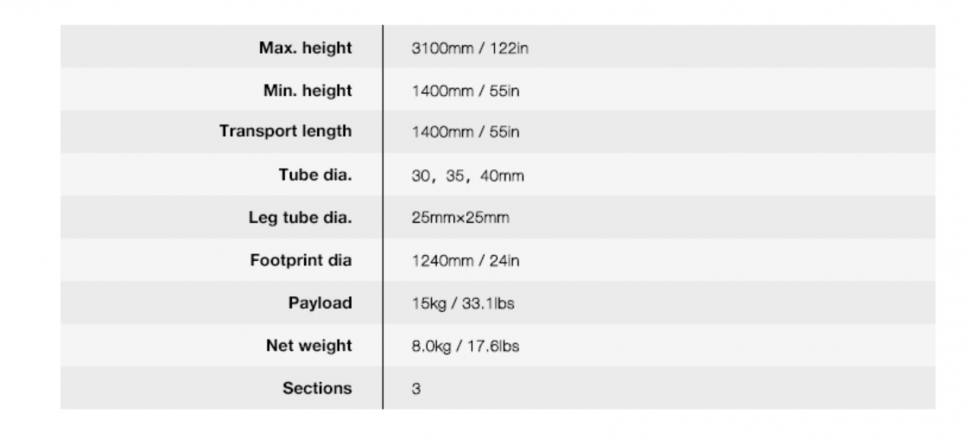 Max. height 3100mm / 122in
Min. height 1400mm / 55in
Transport length 1400mm / 55in
Tube dia. 30, 35, 40mm
Leg tube dia. 25mm×25mm
Footprint dia 1240mm / 24in
Payload 15kg / 33.1lbs
Net weight 8.0kg / 17.6lbs
Sections 3